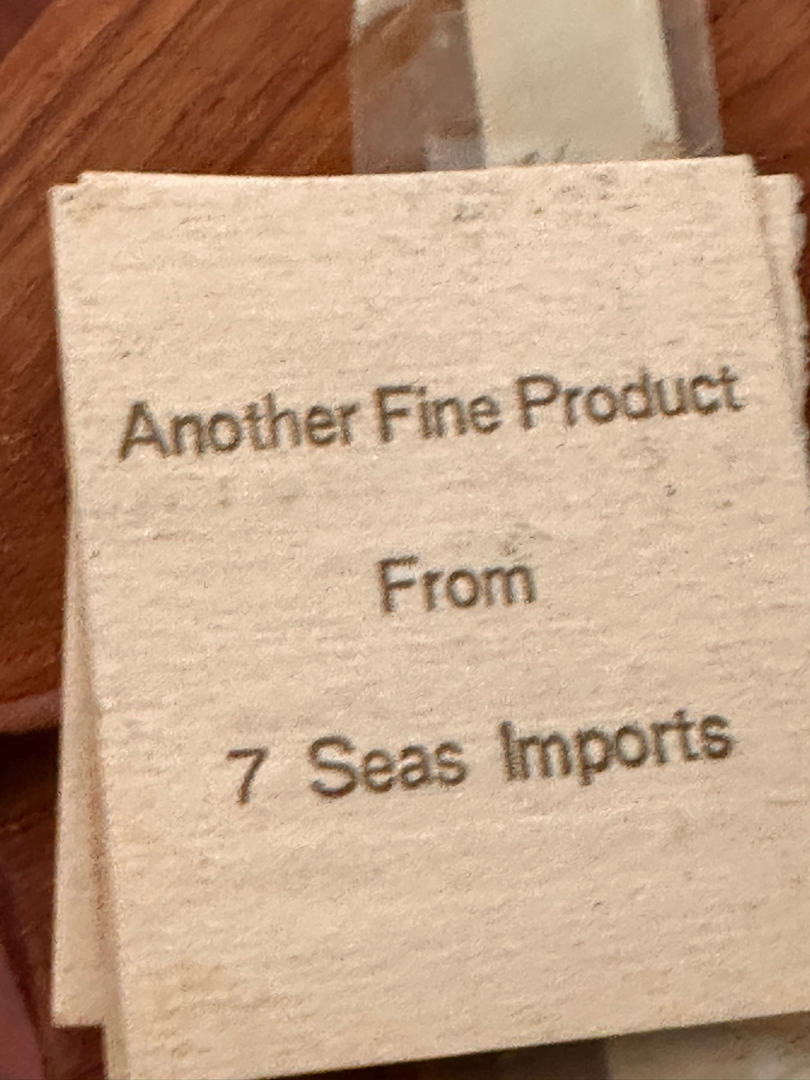 Another Fine Product
From
7 Seas Imports